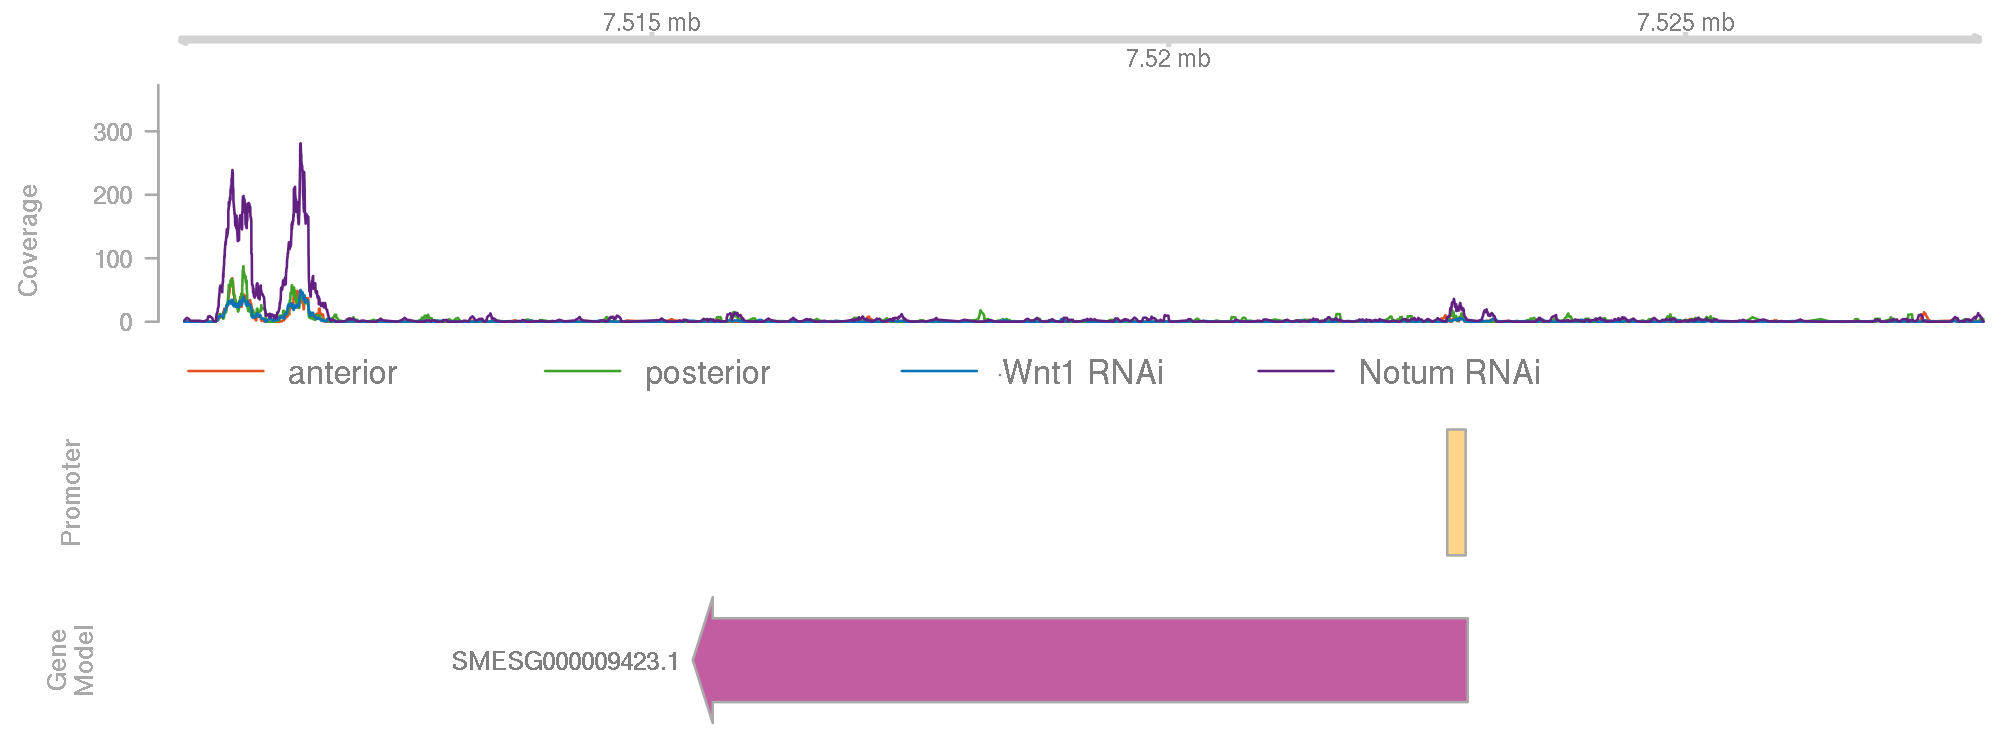 7.515 mb
7.525 mb
7.52 mb
Coverage
300
200
100
0
anterior posterior Wnt1 RNAi Notum RNAi
Promoter
Gene
Model
SMESG000009423.1